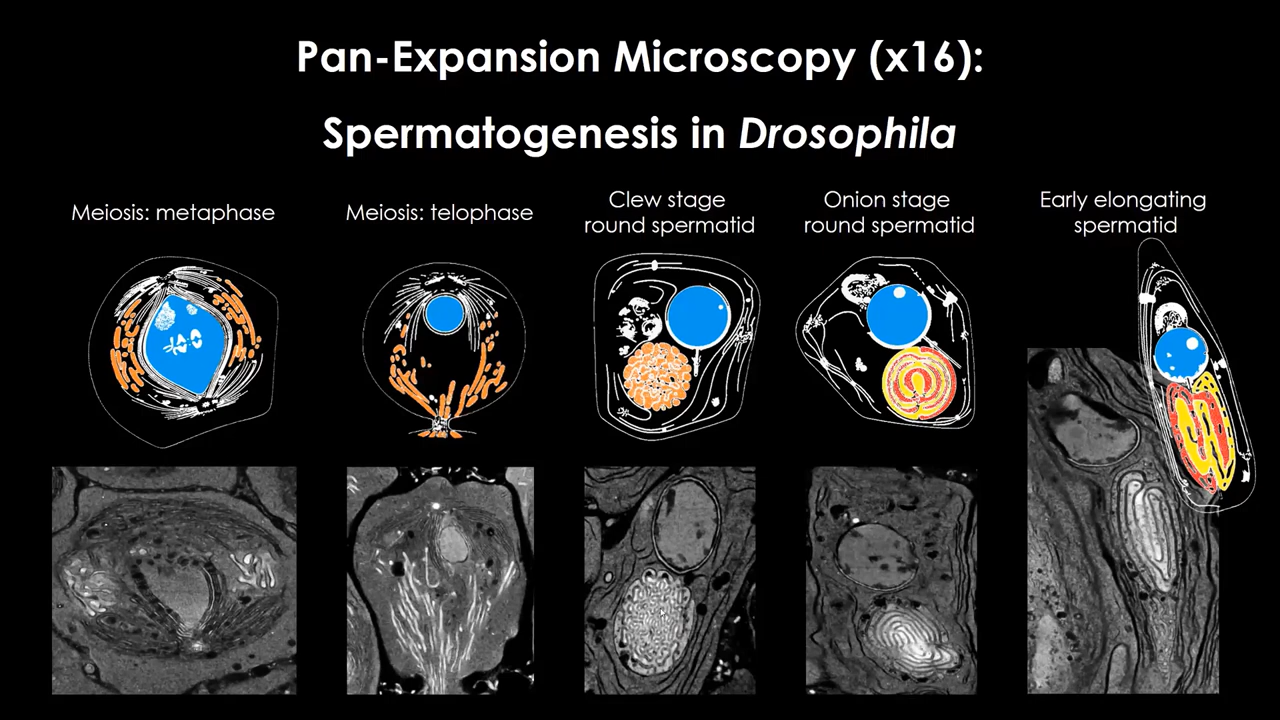 Pan-Expansion Microscopy (x16):
Spermatogenesis in Drosophila
Meiosis: metaphase
Meiosis: telophase
Clew stage
round spermatid
Onion stage
round spermatid
Early elongating
spermatid